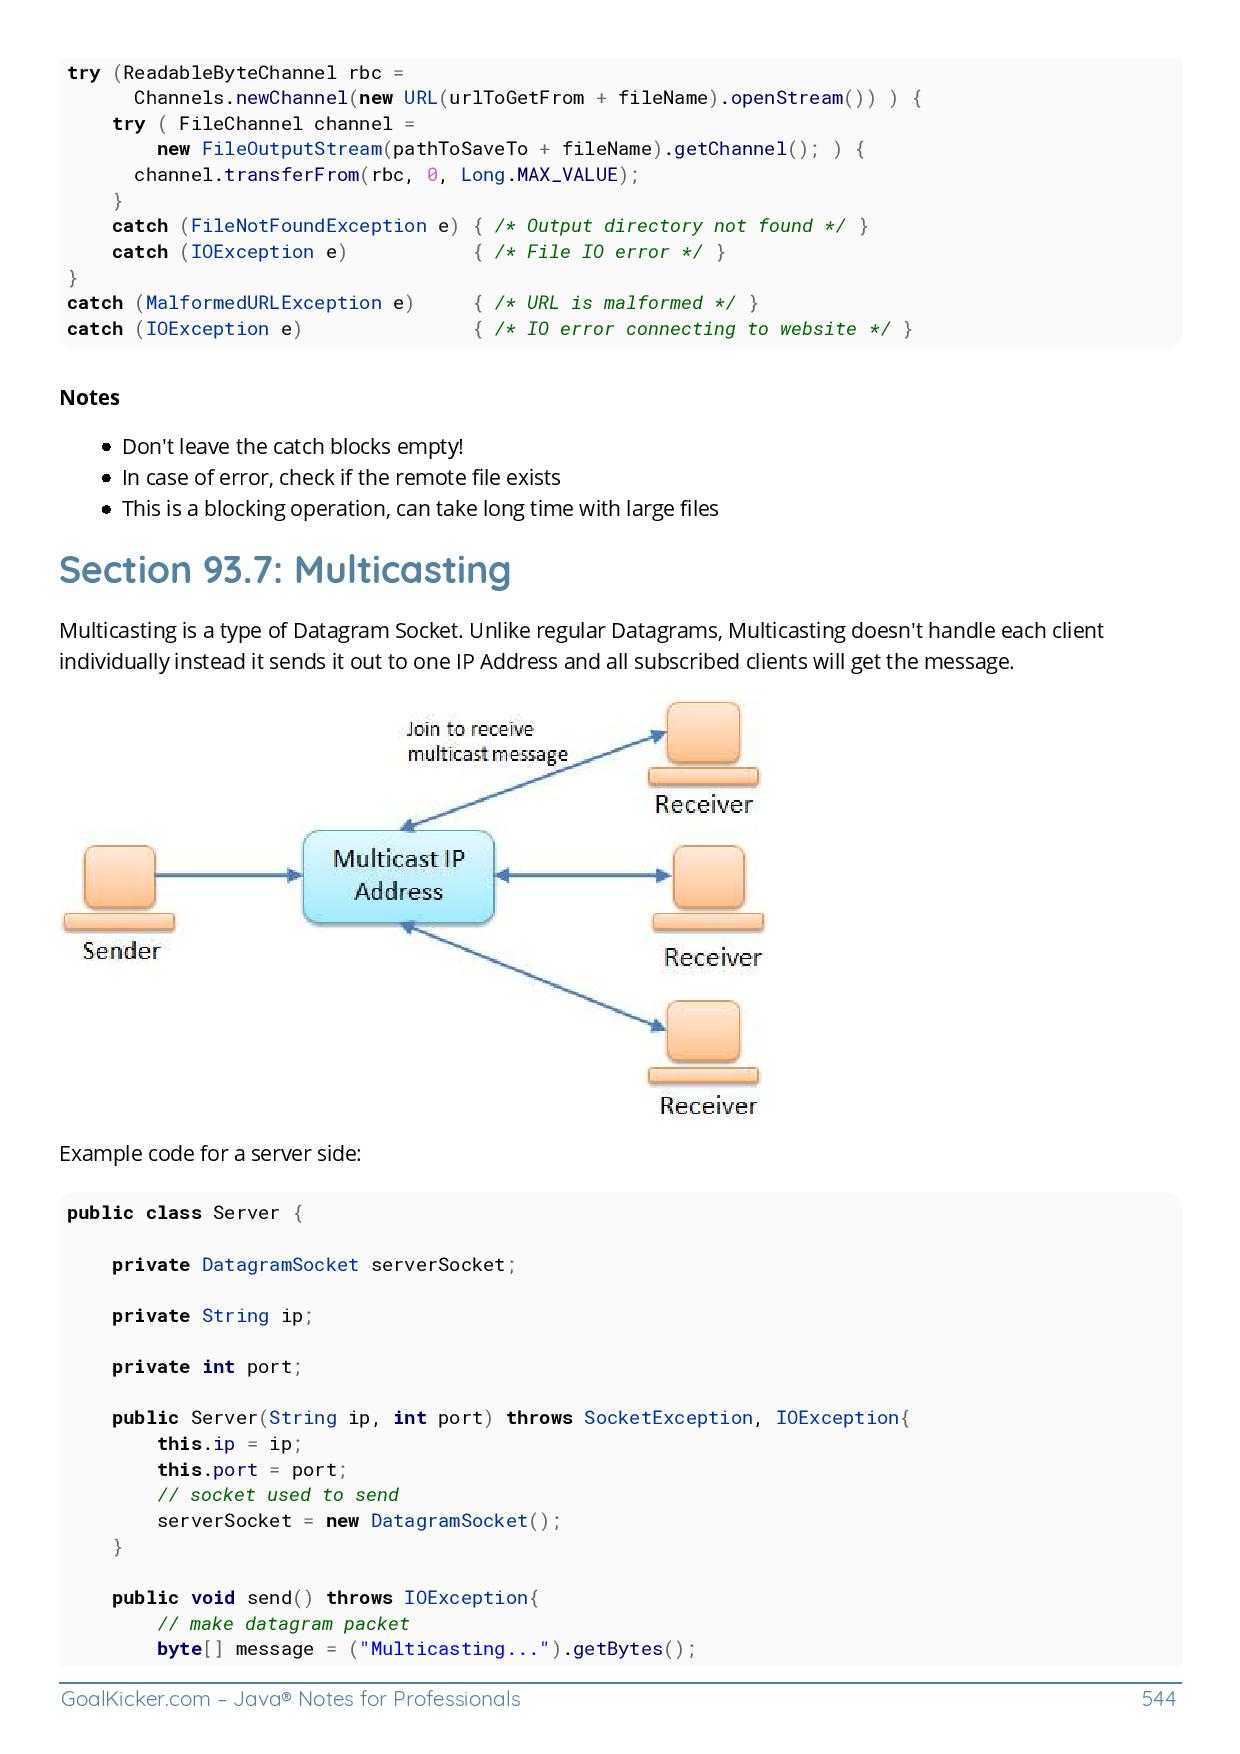 try (ReadableByteChannel rbc =
      Channels.newChannel(new URL(urlToGetFrom + fileName).openStream()) ) {
    try ( FileChannel channel =
        new FileOutputStream(pathToSaveTo + fileName).getChannel(); ) {
      channel.transferFrom(rbc, 0, Long.MAX_VALUE);
    }
    catch (FileNotFoundException e) { /* Output directory not found */ }
    catch (IOException e)           { /* File IO error */ }
}
catch (MalformedURLException e)     { /* URL is malformed */ }
catch (IOException e)               { /* IO error connecting to website */ }
Notes
Don't leave the catch blocks empty!
In case of error, check if the remote file exists
This is a blocking operation, can take long time with large files
Section 93.7: Multicasting
Multicasting is a type of Datagram Socket. Unlike regular Datagrams, Multicasting doesn't handle each client
individually instead it sends it out to one IP Address and all subscribed clients will get the message.
Join to receive
multicast message
Receiver
Multicast IP
Address
Sender
Receiver
Receiver
Example code for a server side:
public class Server {
    private DatagramSocket serverSocket;
    private String ip;
    private int port;
    public Server(String ip, int port) throws SocketException, IOException{
        this.ip = ip;
        this.port = port;
        // socket used to send
        serverSocket = new DatagramSocket();
    }
    public void send() throws IOException{
        // make datagram packet
        byte[] message = ("Multicasting...").getBytes();
GoalKicker.com – Java® Notes for Professionals
544